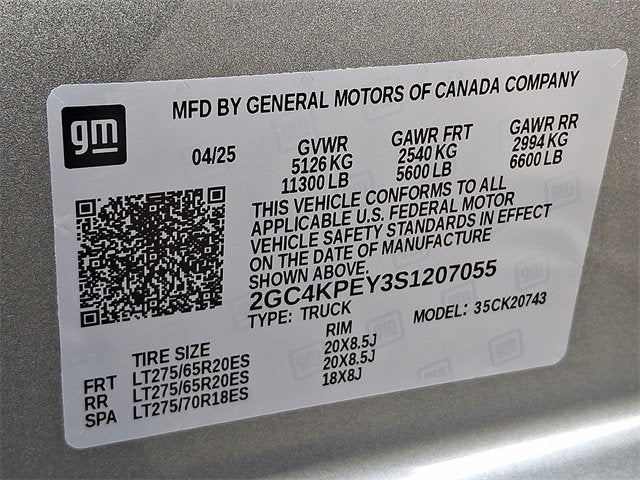 gm
MFD BY GENERAL MOTORS OF CANADA COMPANY
04/25
GVWR GAWR FRT GAWR RR
5126 KG 2540 KG 2994 KG
11300 LB 5600 LB 6600 LB
THIS VEHICLE CONFORMS TO ALL
APPLICABLE U.S. FEDERAL MOTOR
VEHICLE SAFETY STANDARDS IN EFFECT
ON THE DATE OF MANUFACTURE
SHOWN ABOVE.
2GC4KPEY3S1207055
TYPE: TRUCK MODEL: 35CK20743
TIRE SIZE RIM
FRT LT275/65R20ES 20X8.5J
RR LT275/65R20ES 20X8.5J
SPA LT275/70R18ES 18X8J